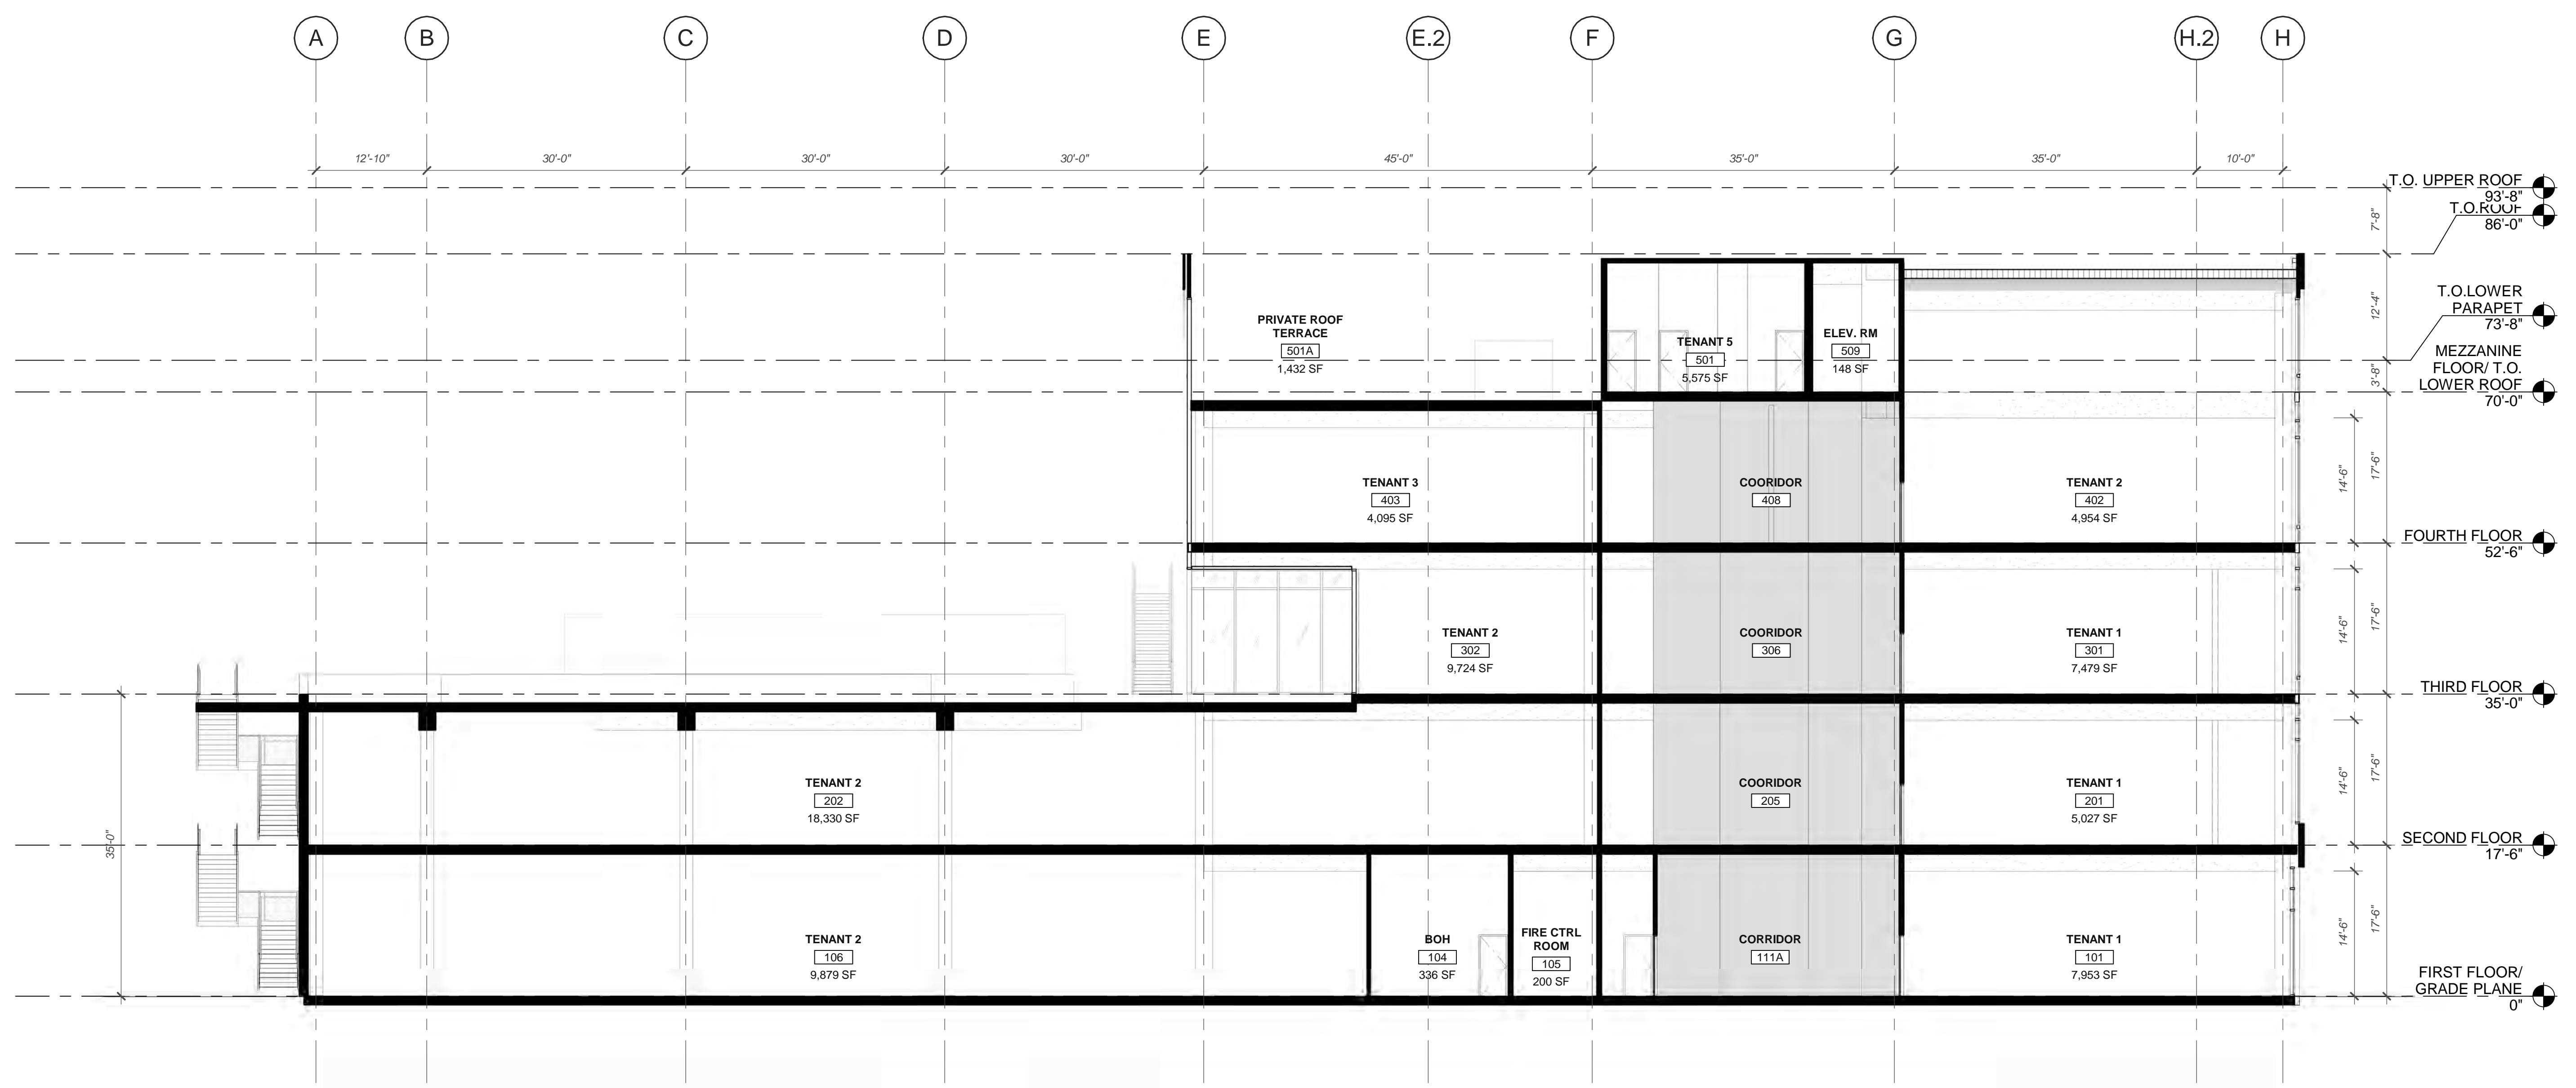 A
B
C
D
E
E.2
F
G
H.2
H
12'-10"
30'-0"
30'-0"
30'-0"
45'-0"
35'-0"
35'-0"
10'-0"
T.O. UPPER ROOF
93'-8"
T.O.ROOF
86'-0"
7'-8"
T.O.LOWER
PARAPET
73'-8"
12'-4"
MEZZANINE
FLOOR/ T.O.
LOWER ROOF
70'-0"
3'-8"
PRIVATE ROOF
TERRACE
501A
1,432 SF
TENANT 5
501
5,575 SF
ELEV. RM
509
148 SF
TENANT 3
403
4,095 SF
COORIDOR
408
TENANT 2
402
4,954 SF
14'-6"
17'-6"
FOURTH FLOOR
52'-6"
TENANT 2
302
9,724 SF
COORIDOR
306
TENANT 1
301
7,479 SF
14'-6"
17'-6"
THIRD FLOOR
35'-0"
TENANT 2
202
18,330 SF
COORIDOR
205
TENANT 1
201
5,027 SF
14'-6"
17'-6"
35'-0"
SECOND FLOOR
17'-6"
TENANT 2
106
9,879 SF
BOH
104
336 SF
FIRE CTRL
ROOM
105
200 SF
CORRIDOR
111A
TENANT 1
101
7,953 SF
14'-6"
17'-6"
FIRST FLOOR/
GRADE PLANE
0"